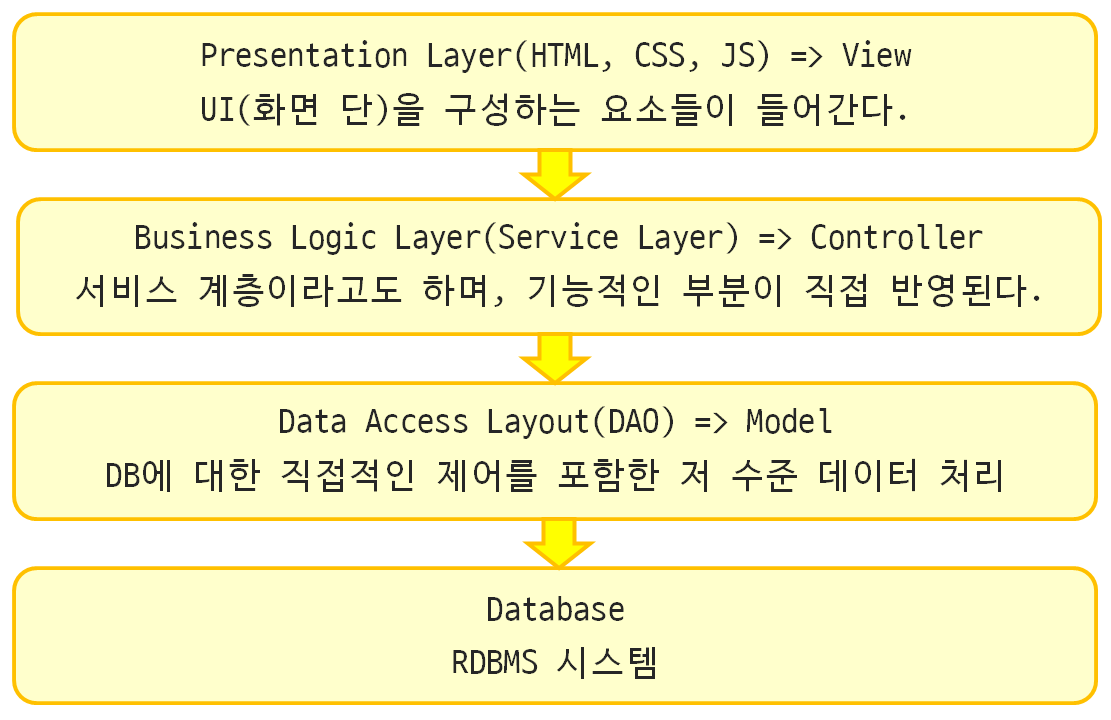 Presentation Layer(HTML, CSS, JS) => View
UI(화면 단)을 구성하는 요소들이 들어간다.
Business Logic Layer(Service Layer) => Controller
서비스 계층이라고도 하며, 기능적인 부분이 직접 반영된다.
Data Access Layout(DAO) => Model
DB에 대한 직접적인 제어를 포함한 저 수준 데이터 처리
Database
RDBMS 시스템